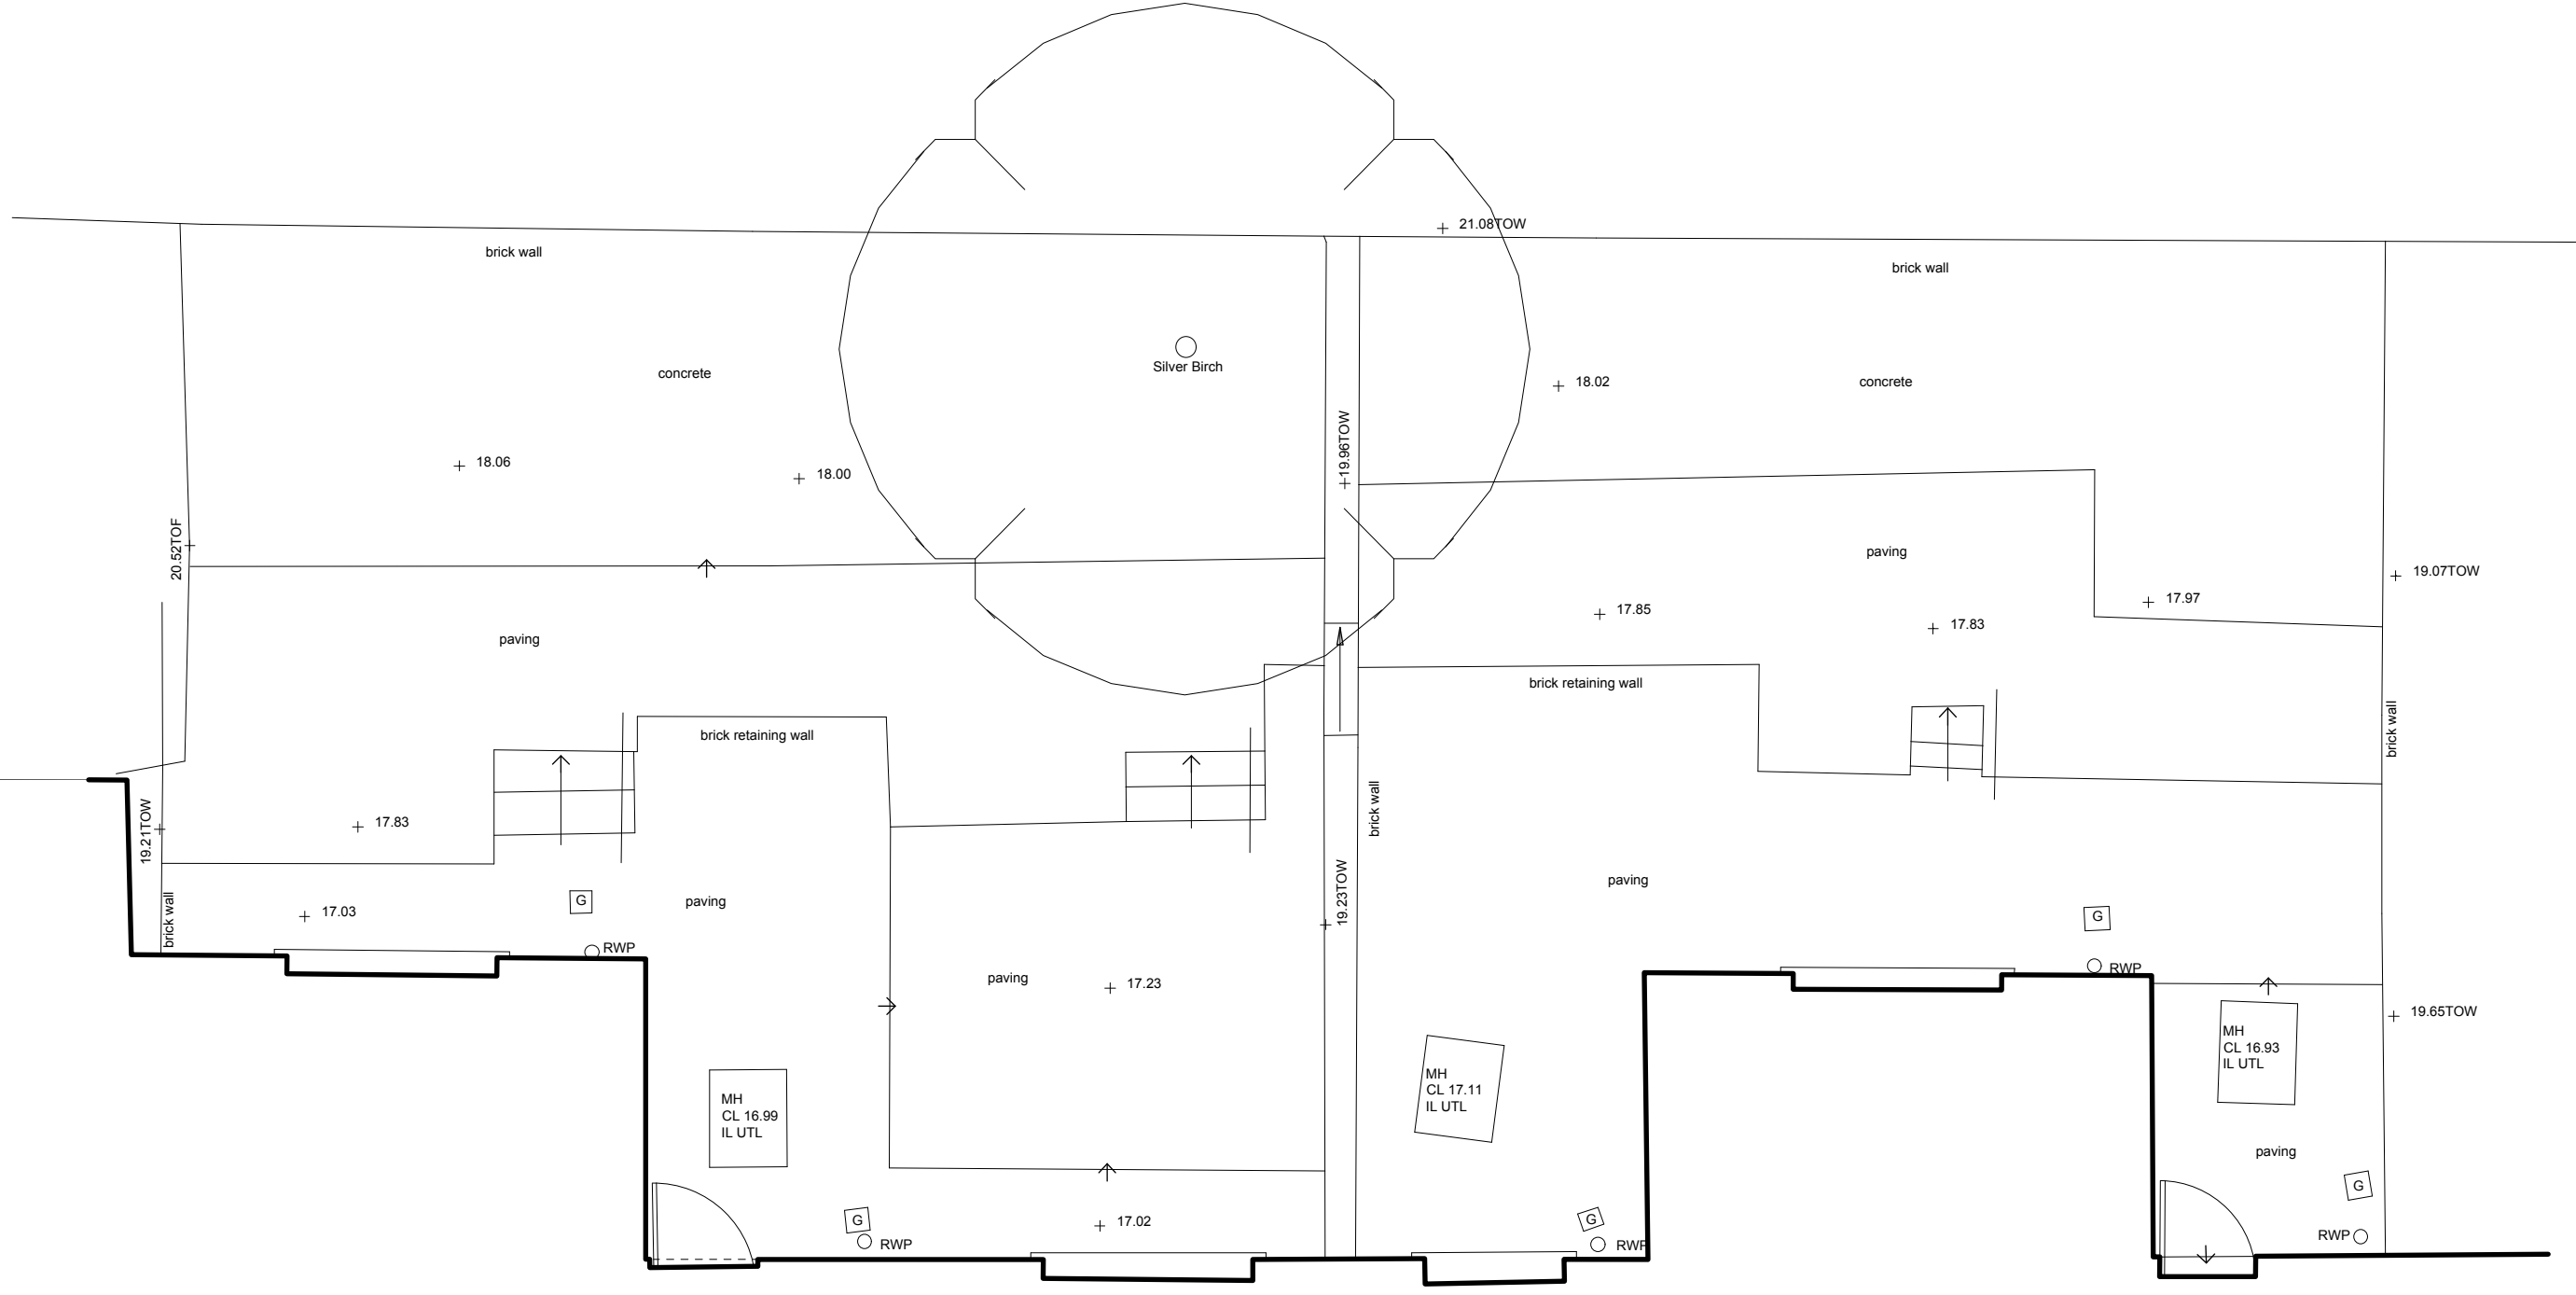 21.08TOW
brick wall
brick wall
Silver Birch
concrete
18.02
concrete
19.96TOW
18.06
18.00
20.52TOF
paving
19.07TOW
17.97
17.85
17.83
paving
brick retaining wall
brick retaining wall
brick wall
17.83
19.21TOW
brick wall
paving
19.23TOW
G
paving
17.03
brick wall
G
RWP
RWP
paving
17.23
19.65TOW
MH
CL 16.93
IL UTL
MH
CL 17.11
IL UTL
MH
CL 16.99
IL UTL
paving
G
G
G
17.02
RWP
RWP
RWP